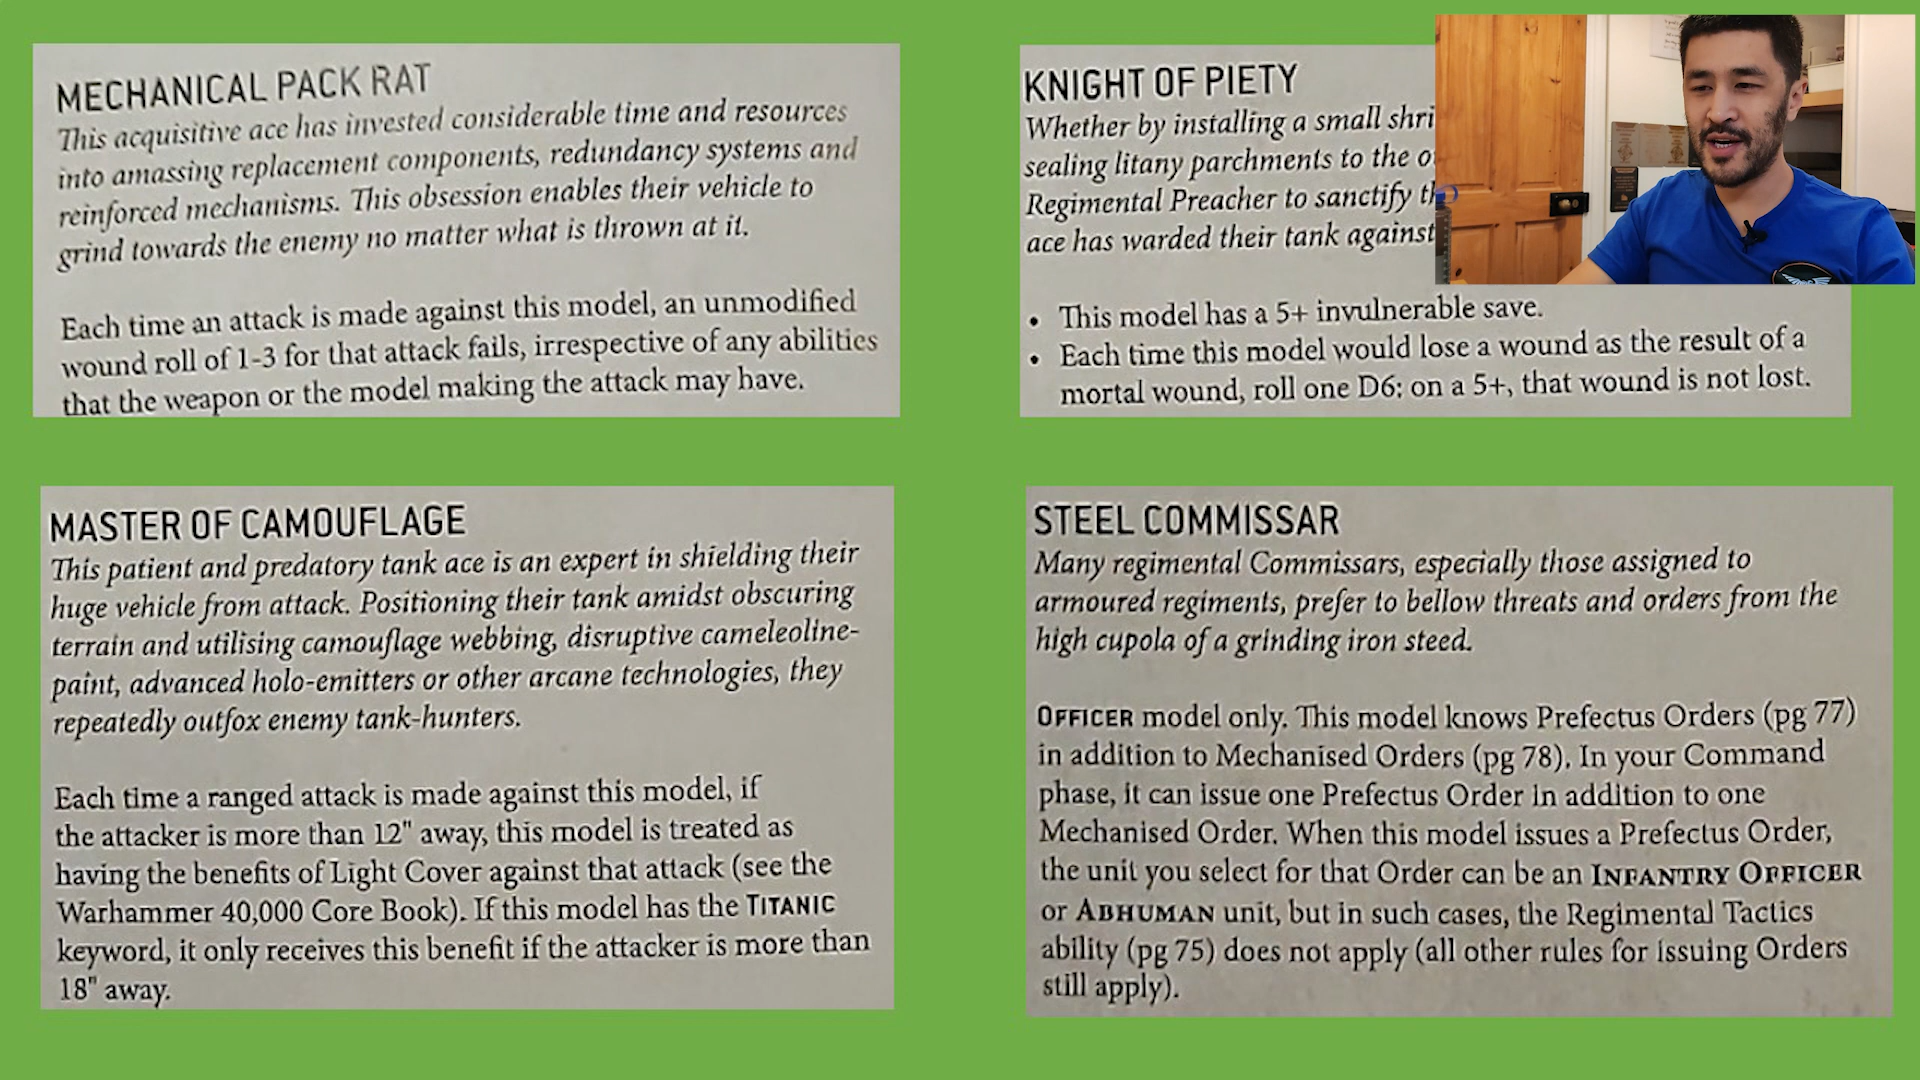 MECHANICAL PACK RAT
This acquisitive ace has invested considerable time and resources
into amassing replacement components, redundancy systems and
reinforced mechanisms. This obsession enables their vehicle to
grind towards the enemy no matter what is thrown at it.
Each time an attack is made against this model, an unmodified
wound roll of 1-3 for that attack fails, irrespective of any abilities
that the weapon or the model making the attack may have.
KNIGHT OF PIETY
Whether by installing a small
sealing litany parchments to the
Regimental Preacher to sanctify
ace has warded their tank against
• This model has a 5+ invulnerable save.
• Each time this model would lose a wound as the result of a
mortal wound, roll one D6: on a 5+, that wound is not lost.
MASTER OF CAMOUFLAGE
This patient and predatory tank ace is an expert in shielding their
huge vehicle from attack. Positioning their tank amidst obscuring
terrain and utilising camouflage webbing, disruptive cameleoline-
paint, advanced holo-emitters or other arcane technologies, they
repeatedly outfox enemy tank-hunters.
Each time a ranged attack is made against this model, if
the attacker is more than 12" away, this model is treated as
having the benefits of Light Cover against that attack (see the
Warhammer 40,000 Core Book). If this model has the TITANIC
keyword, it only receives this benefit if the attacker is more than
18" away.
STEEL COMMISSAR
Many regimental Commissars, especially those assigned to
armoured regiments, prefer to bellow threats and orders from the
high cupola of a grinding iron steed.
OFFICER model only. This model knows Prefectus Orders (pg 77)
in addition to Mechanised Orders (pg 78). In your Command
phase, it can issue one Prefectus Order in addition to one
Mechanised Order. When this model issues a Prefectus Order,
the unit you select for that Order can be an INFANTRY OFFICER
or ABHUMAN unit, but in such cases, the Regimental Tactics
ability (pg 75) does not apply (all other rules for issuing Orders
still apply).